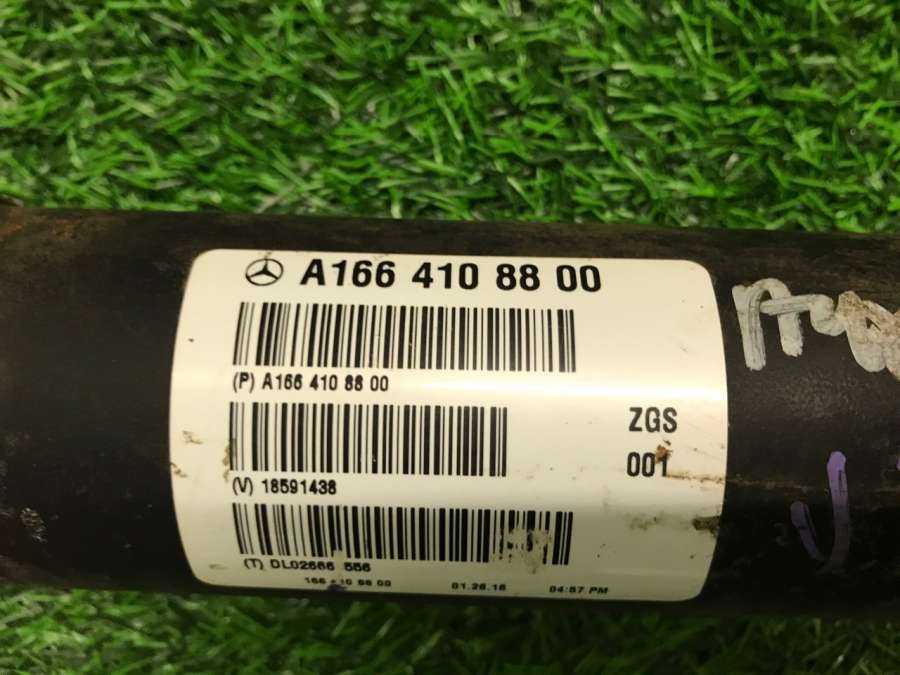 A166 410 88 00
(P) A166 410 88 00
(V) 18591438
ZGS
001
(T) DL02666 556
166 410 88 00 01.26.16 04:57 PM